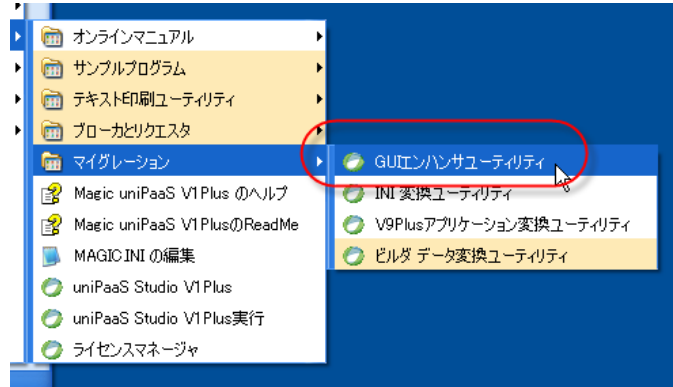 オンラインマニュアル
サンプルプログラム
テキスト印刷ユーティリティ
ブローカとリクエスタ
マイグレーション
Magic uniPaaS V1Plus のヘルプ
Magic uniPaaS V1PlusのReadMe
MAGIC.INI の編集
uniPaaS Studio V1Plus
uniPaaS Studio V1Plus実行
ライセンスマネージャ
GUIエンハンサユーティリティ
INI 変換ユーティリティ
V9Plusアプリケーション変換ユーティリティ
ビルダ データ変換ユーティリティ